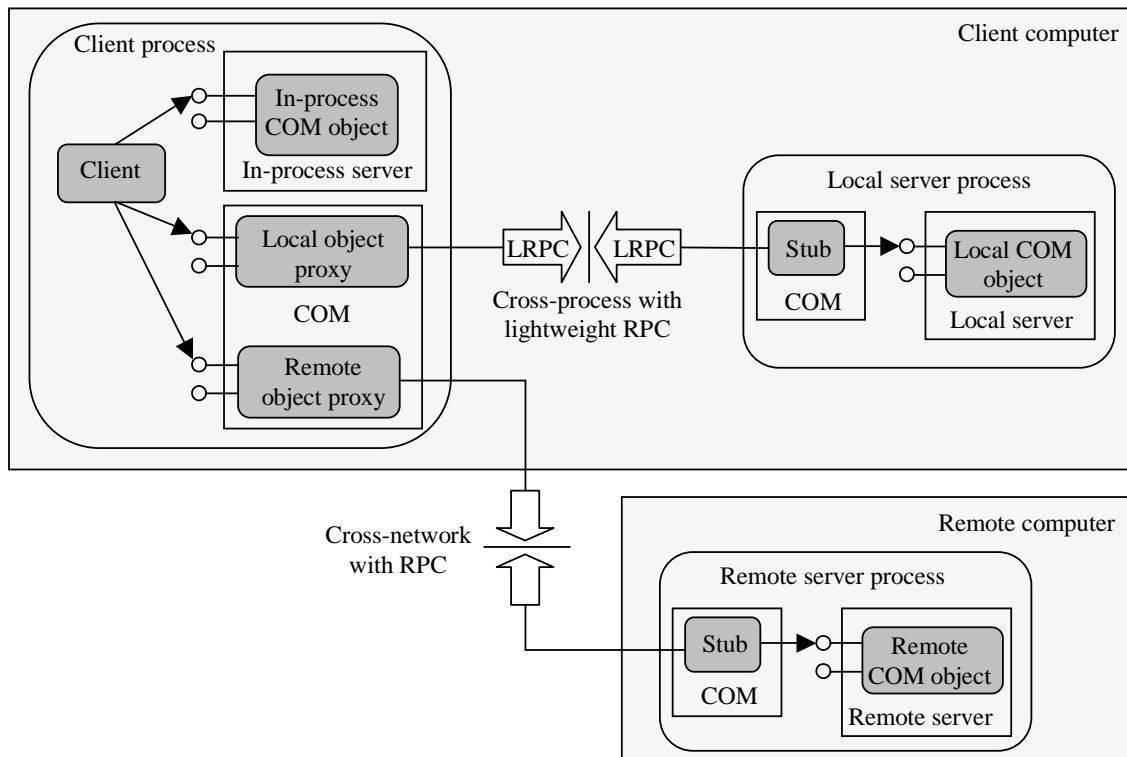 Client process
Client computer
In-process
COM object
In-process server
Client
Local object
proxy
COM
Remote
object proxy
LRPC
LRPC
Cross-process with
lightweight RPC
Local server process
Stub
COM
Local COM
object
Local server
Cross-network
with RPC
Remote computer
Remote server process
Stub
COM
Remote
COM object
Remote server